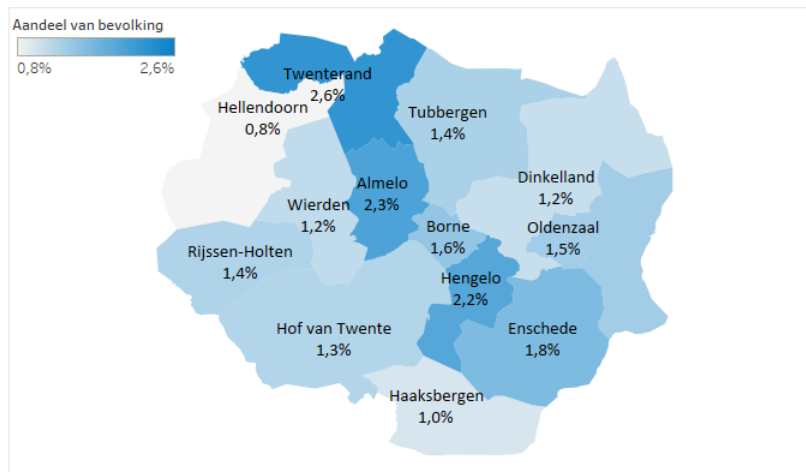 Aandeel van bevolking
0,8%
2,6%
Twenterand
2,6%
Hellendoorn
0,8%
Tubbergen
1,4%
Almelo
2,3%
Dinkelland
1,2%
Wierden
1,2%
Borne
1,6%
Oldenzaal
1,5%
Rijssen-Holten
1,4%
Hengelo
2,2%
Hof van Twente
1,3%
Enschede
1,8%
Haaksbergen
1,0%